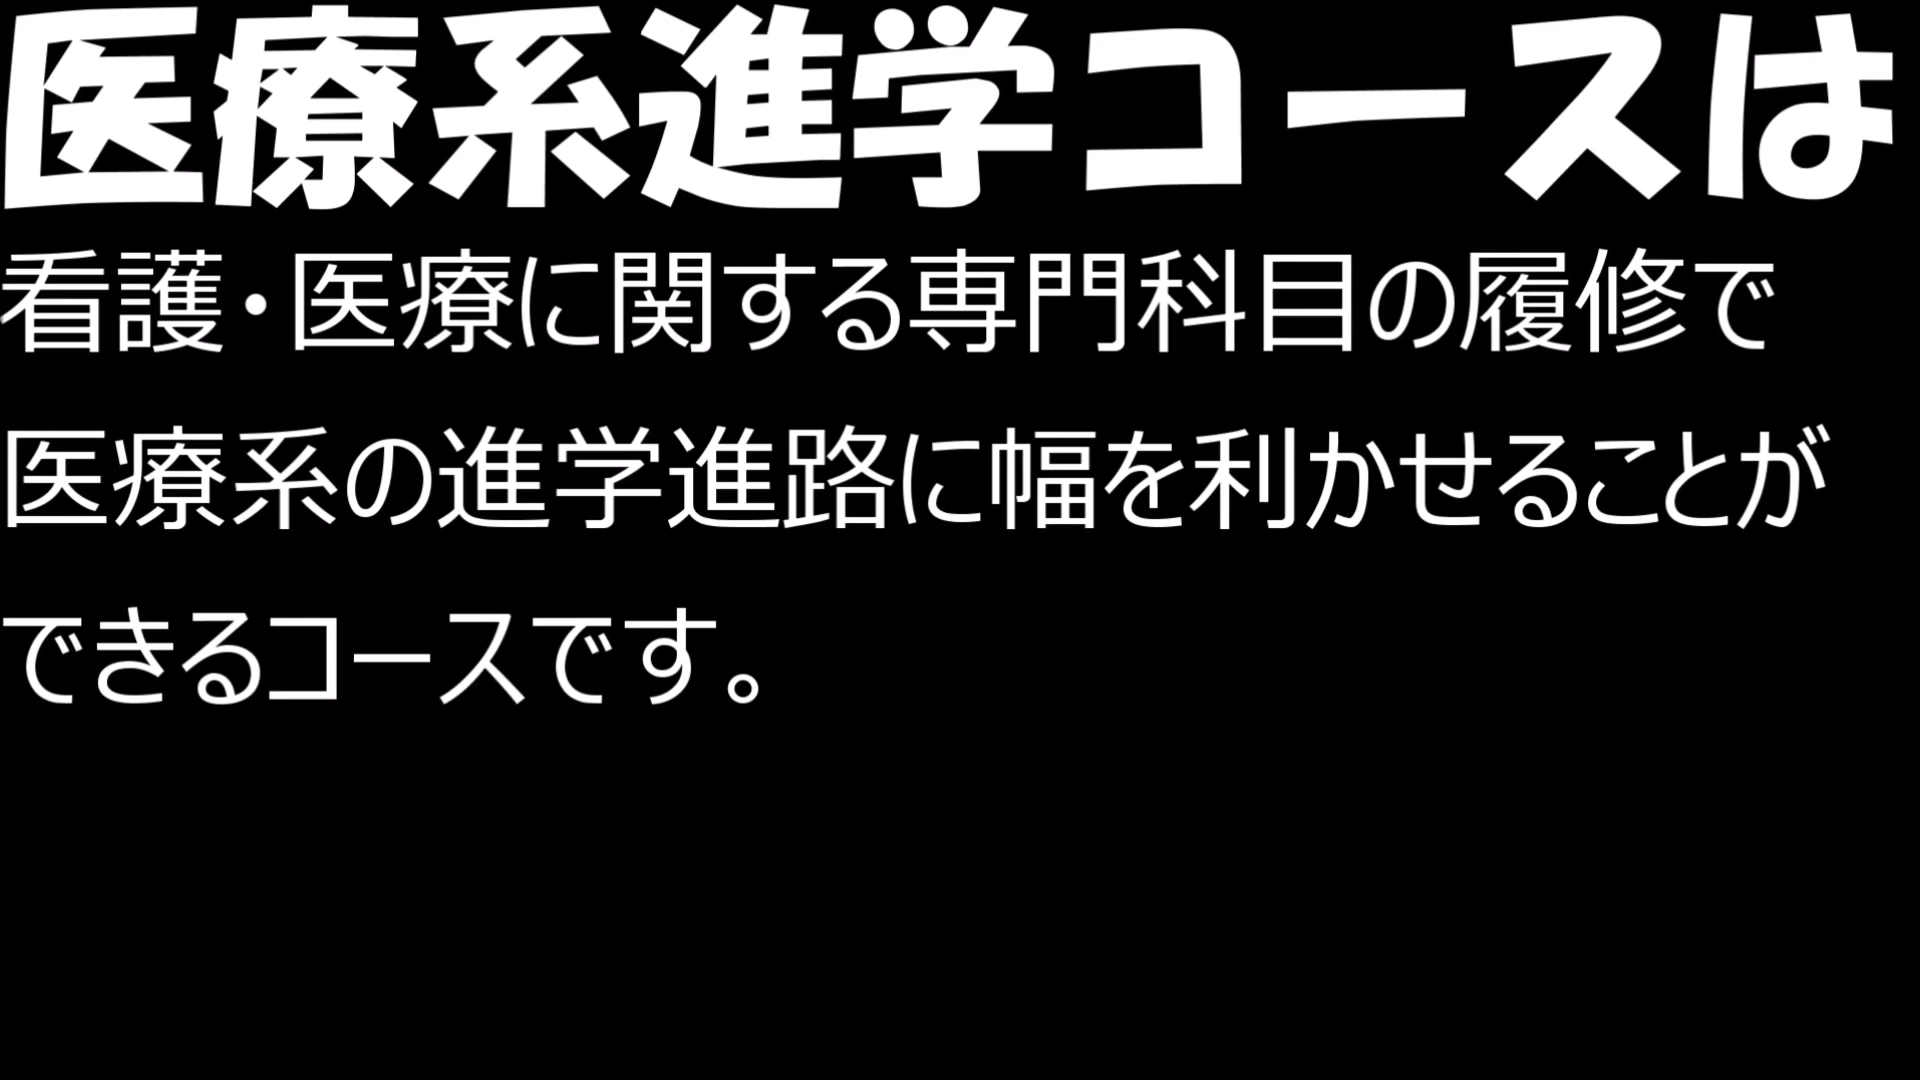 医療系進学コースは
看護・医療に関する専門科目の履修で
医療系の進学進路に幅を利かせることが
できるコースです。